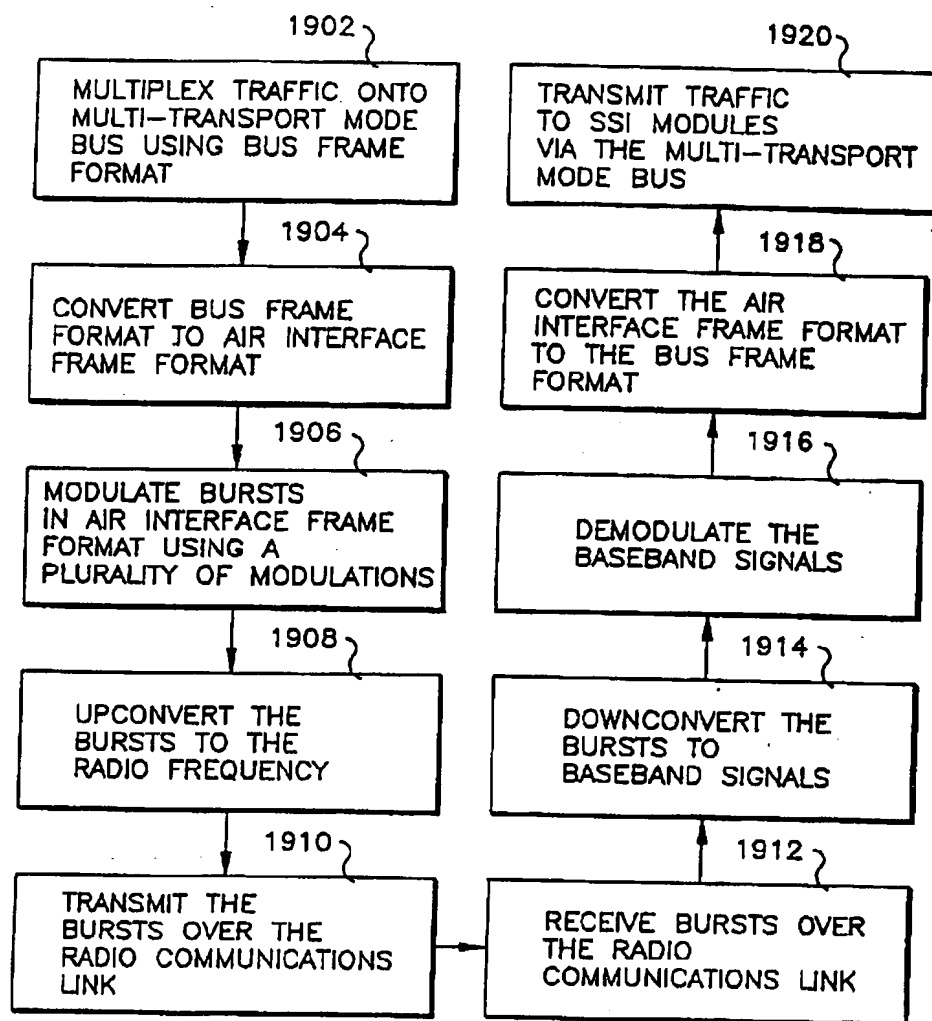 1902
MULTIPLEX TRAFFIC ONTO
MULTI-TRANSPORT MODE
BUS USING BUS FRAME
FORMAT
1904
CONVERT BUS FRAME
FORMAT TO AIR INTERFACE
FRAME FORMAT
1906
MODULATE BURSTS
IN AIR INTERFACE FRAME
FORMAT USING A
PLURALITY OF MODULATIONS
1908
UPCONVERT THE
BURSTS TO THE
RADIO FREQUENCY
1910
TRANSMIT THE
BURSTS OVER THE
RADIO COMMUNICATIONS
LINK
1912
RECEIVE BURSTS OVER
THE RADIO
COMMUNICATIONS LINK
1914
DOWNCONVERT THE
BURSTS TO
BASEBAND SIGNALS
1916
DEMODULATE THE
BASEBAND SIGNALS
1918
CONVERT THE AIR
INTERFACE FRAME FORMAT
TO THE BUS FRAME
FORMAT
1920
TRANSMIT TRAFFIC
TO SSI MODULES
VIA THE MULTI-TRANSPORT
MODE BUS